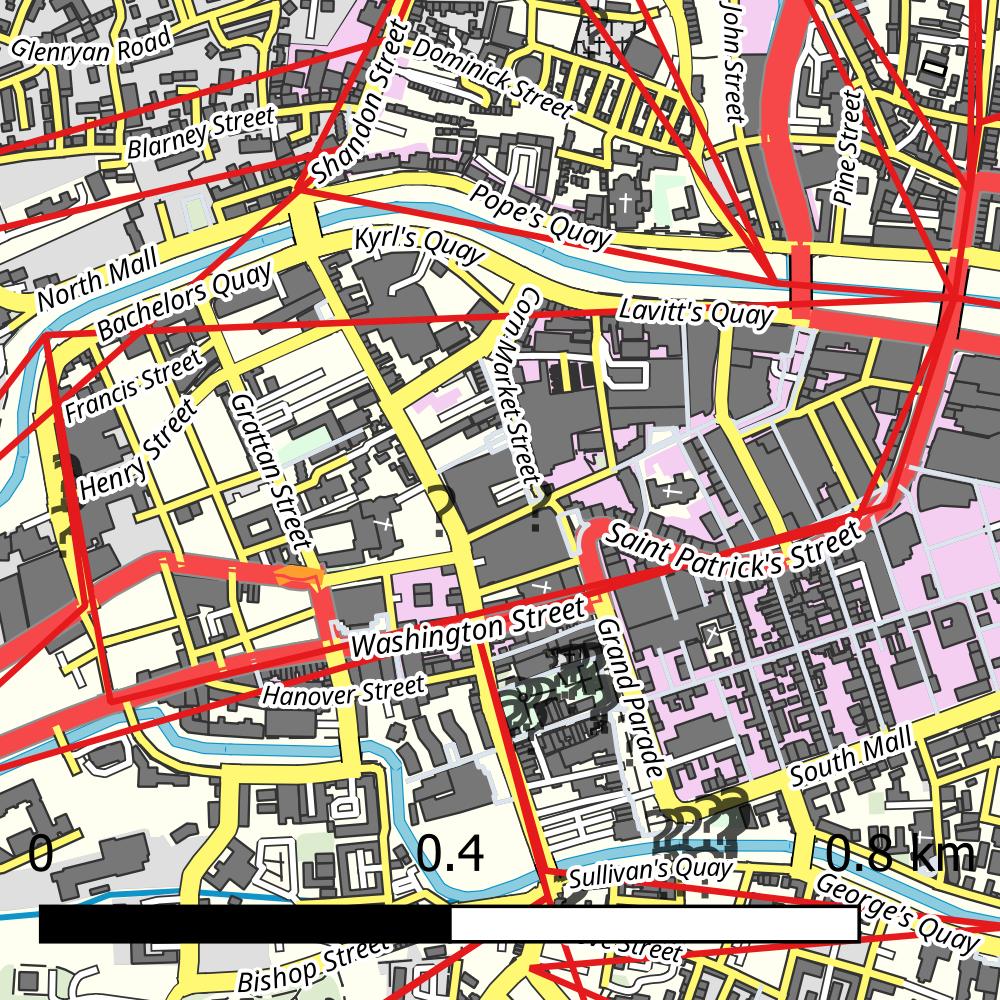 Glenryan Road
Dominick Street
John Street
Blarney Street
Shandon Street
Pine Street
Pope's Quay
Kyrl's Quay
North Mall
Bachelors Quay
Lavitt's Quay
Corn Market Street
Francis Street
Henry Street
Grattan Street
Saint Patrick's Street
Washington Street
Hanover Street
Grand Parade
South Mall
0
0.4
0.8 km
Sullivan's Quay
George's Quay
Street
Bishop Street